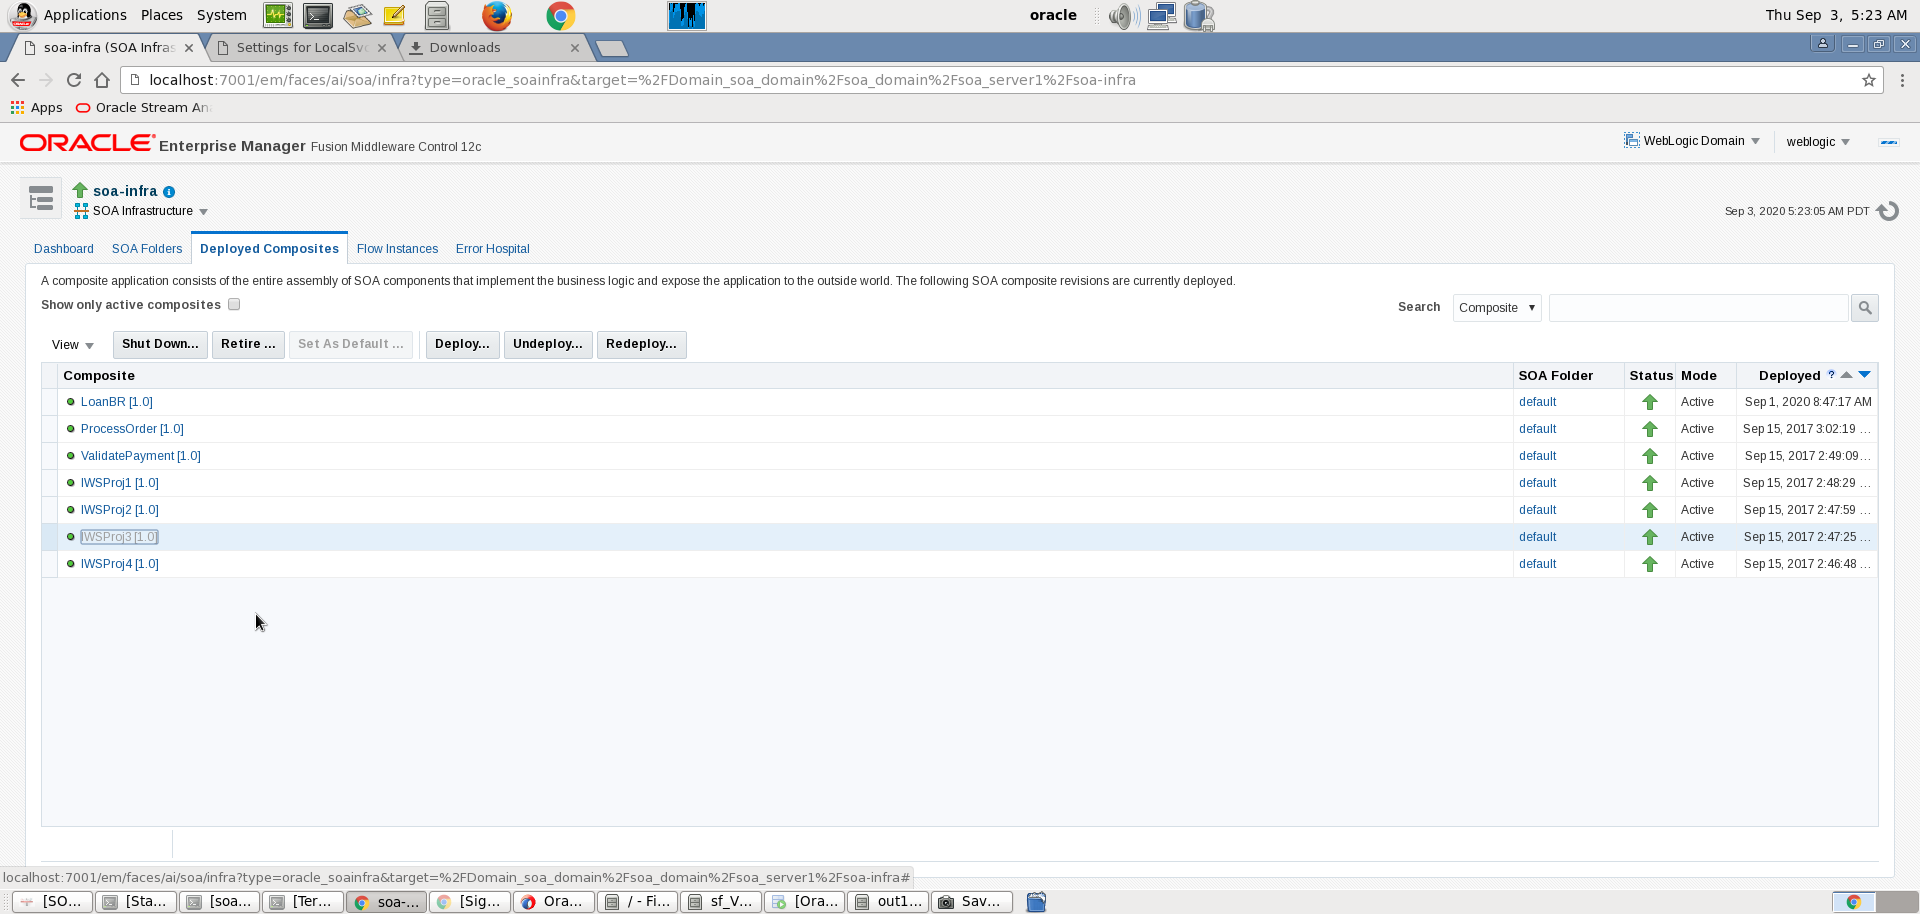 Applications Places System oracle Thu Sep 3, 5:23 AM
soa-infra (SOA Infras Settings for LocalSv Downloads
localhost:7001/em/faces/ai/soa/infra?type=oracle_soainfra&target=%2FDomain_soa_domain%2Fsoa_domain%2Fsoa_server1%2Fsoa-infra
Apps Oracle Stream An
ORACLE Enterprise Manager Fusion Middleware Control 12c WebLogic Domain weblogic
soa-infra
SOA Infrastructure Sep 3, 2020 5:23:05 AM PDT
Dashboard SOA Folders Deployed Composites Flow Instances Error Hospital
A composite application consists of the entire assembly of SOA components that implement the business logic and expose the application to the outside world. The following SOA composite revisions are currently deployed.
Show only active composites Search Composite
View Shut Down... Retire ... Set As Default ... Deploy... Undeploy... Redeploy...
Composite SOA Folder Status Mode Deployed ?
LoanBR [1.0] default Active Sep 1, 2020 8:47:17 AM
ProcessOrder [1.0] default Active Sep 15, 2017 3:02:19 ...
ValidatePayment [1.0] default Active Sep 15, 2017 2:49:09...
IWSProj1 [1.0] default Active Sep 15, 2017 2:48:29 ...
IWSProj2 [1.0] default Active Sep 15, 2017 2:47:59 ...
IWSProj3 [1.0] default Active Sep 15, 2017 2:47:25 ...
IWSProj4 [1.0] default Active Sep 15, 2017 2:46:48 ...
localhost:7001/em/faces/ai/soa/infra?type=oracle_soainfra&target=%2FDomain_soa_domain%2Fsoa_domain%2Fsoa_server1%2Fsoa-infra#
[SO... [Sta... [soa... [Ter... soa-... [Sig... Ora... / - Fi... sf_V... [Ora... out1... Sav...